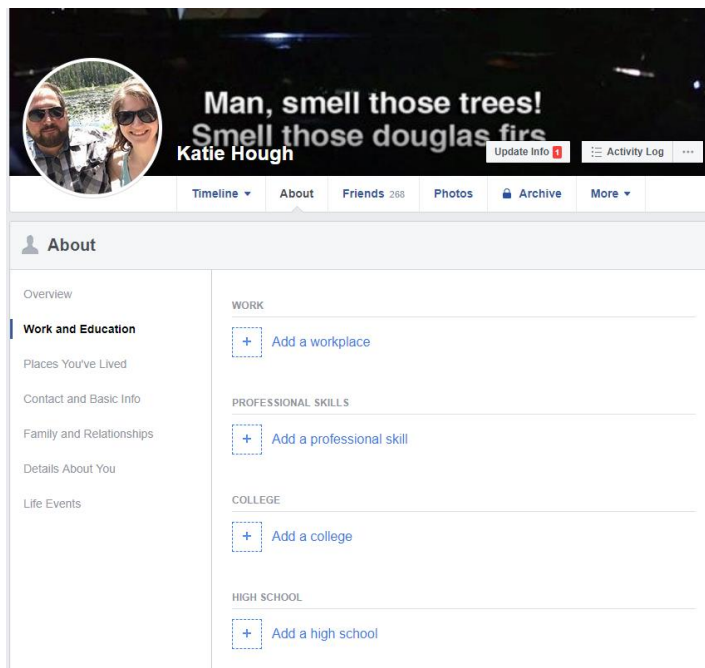 Man, smell those trees!
Smell those douglas firs
Katie Hough
Update Info 1
Activity Log
Timeline
About
Friends 268
Photos
Archive
More
About
Overview
Work and Education
Places You've Lived
Contact and Basic Info
Family and Relationships
Details About You
Life Events
WORK
+ Add a workplace
PROFESSIONAL SKILLS
+ Add a professional skill
COLLEGE
+ Add a college
HIGH SCHOOL
+ Add a high school